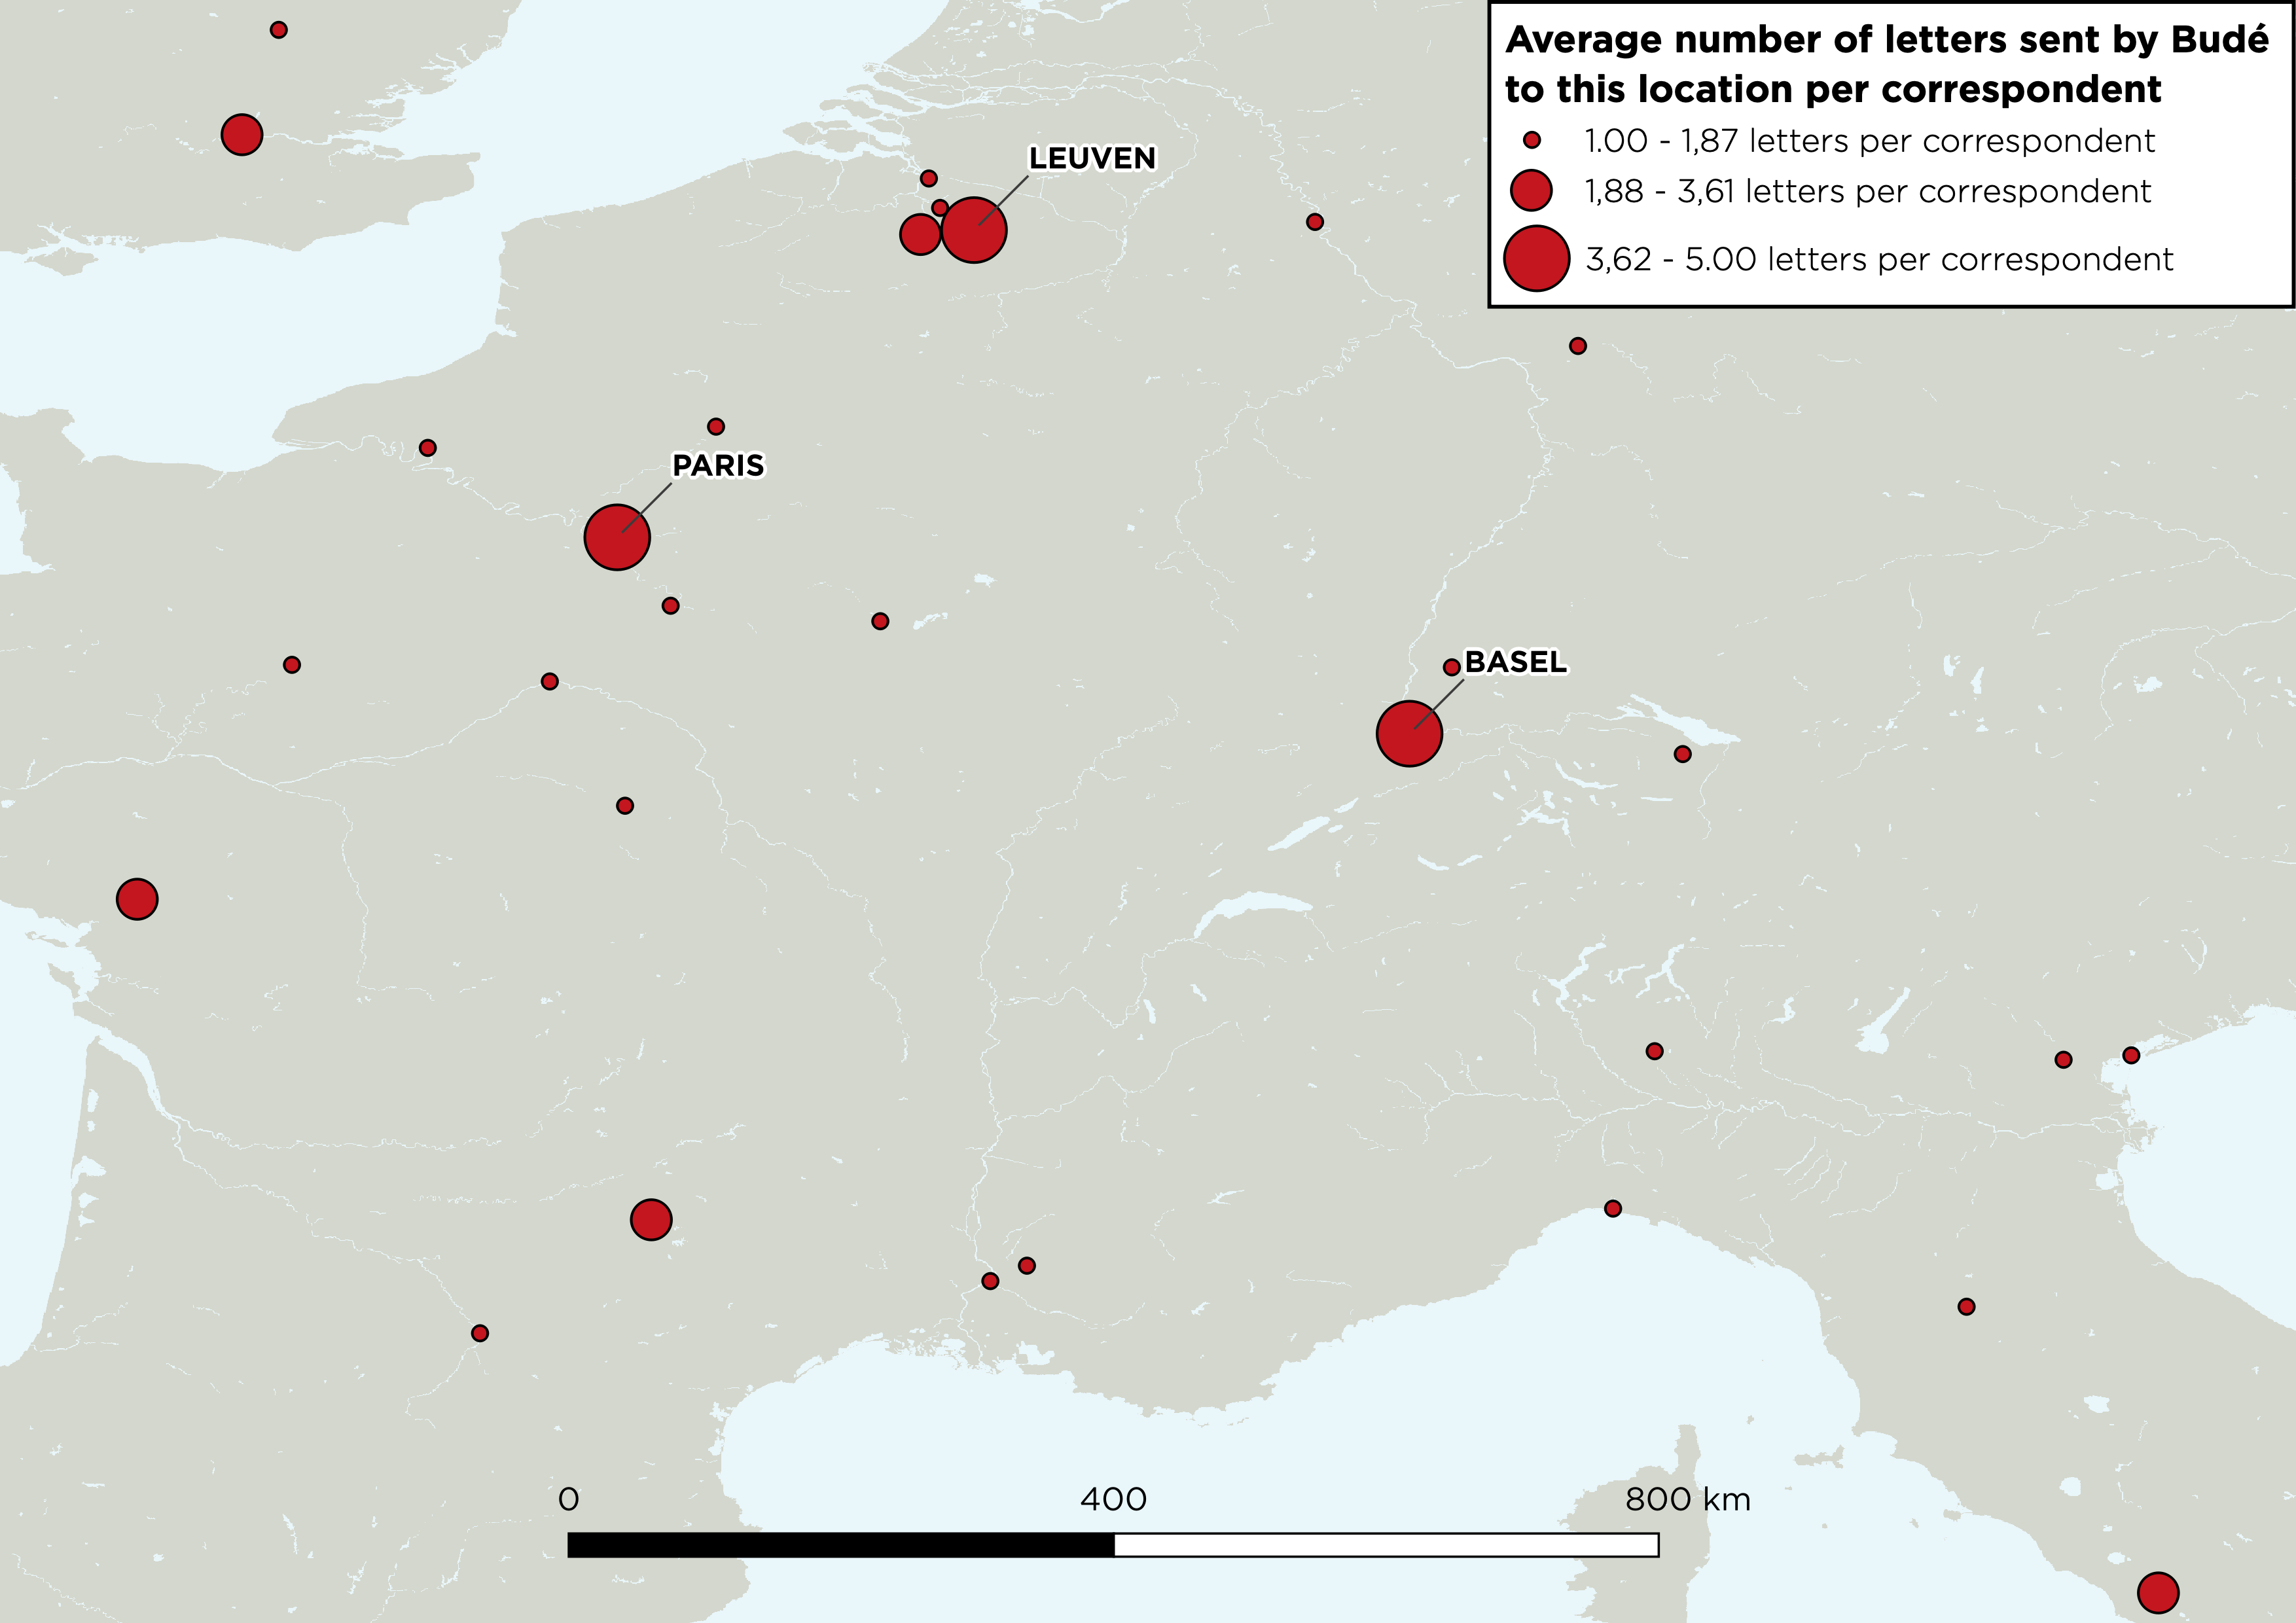 Average number of letters sent by Budé
to this location per correspondent
1.00 - 1,87 letters per correspondent
1,88 - 3,61 letters per correspondent
3,62 - 5.00 letters per correspondent
LEUVEN
PARIS
BASEL
0 400 800 km